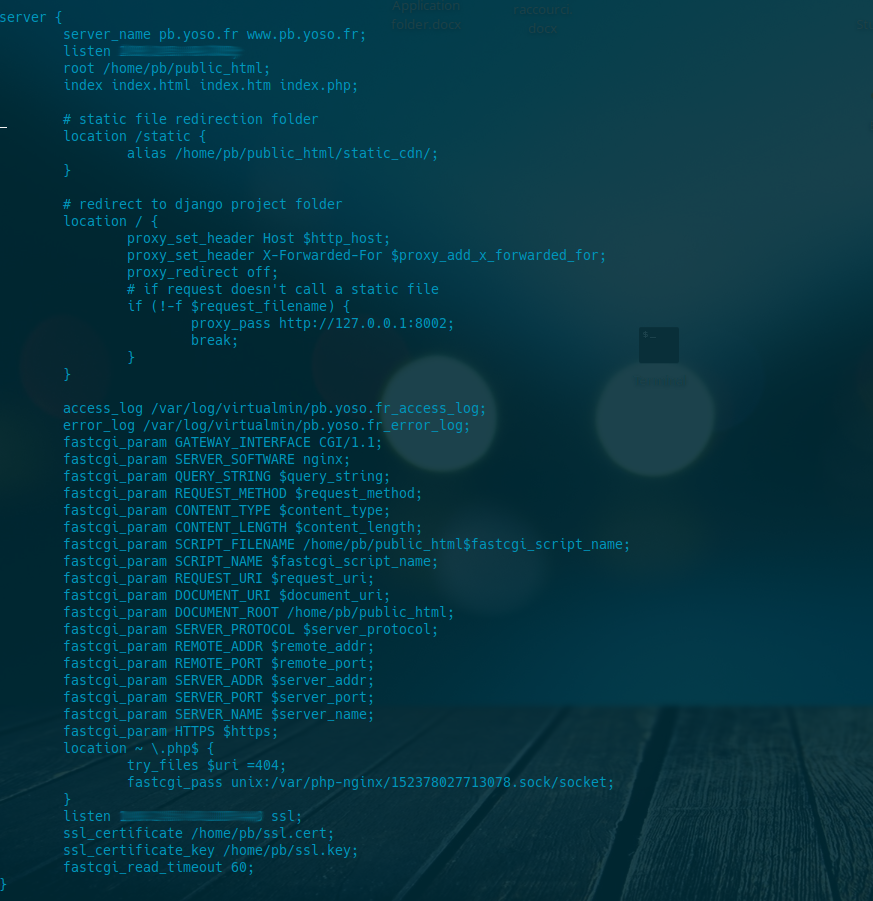 Application
folder.docx
raccourci
docx
server {
server_name pb.yoso.fr www.pb.yoso.fr;
listen
root /home/pb/public_html;
index index.html index.htm index.php;
# static file redirection folder
location /static {
alias /home/pb/public_html/static_cdn/;
}
# redirect to django project folder
location / {
proxy_set_header Host $http_host;
proxy_set_header X-Forwarded-For $proxy_add_x_forwarded_for;
proxy_redirect off;
# if request doesn't call a static file
if (!-f $request_filename) {
proxy_pass http://127.0.0.1:8002;
break;
}
}
access_log /var/log/virtualmin/pb.yoso.fr_access_log;
error_log /var/log/virtualmin/pb.yoso.fr_error_log;
fastcgi_param GATEWAY_INTERFACE CGI/1.1;
fastcgi_param SERVER_SOFTWARE nginx;
fastcgi_param QUERY_STRING $query_string;
fastcgi_param REQUEST_METHOD $request_method;
fastcgi_param CONTENT_TYPE $content_type;
fastcgi_param CONTENT_LENGTH $content_length;
fastcgi_param SCRIPT_FILENAME /home/pb/public_html$fastcgi_script_name;
fastcgi_param SCRIPT_NAME $fastcgi_script_name;
fastcgi_param REQUEST_URI $request_uri;
fastcgi_param DOCUMENT_URI $document_uri;
fastcgi_param DOCUMENT_ROOT /home/pb/public_html;
fastcgi_param SERVER_PROTOCOL $server_protocol;
fastcgi_param REMOTE_ADDR $remote_addr;
fastcgi_param REMOTE_PORT $remote_port;
fastcgi_param SERVER_ADDR $server_addr;
fastcgi_param SERVER_PORT $server_port;
fastcgi_param SERVER_NAME $server_name;
fastcgi_param HTTPS $https;
location ~ \.php$ {
try_files $uri =404;
fastcgi_pass unix:/var/php-nginx/152378027713078.sock/socket;
}
listen ssl;
ssl_certificate /home/pb/ssl.cert;
ssl_certificate_key /home/pb/ssl.key;
fastcgi_read_timeout 60;
}